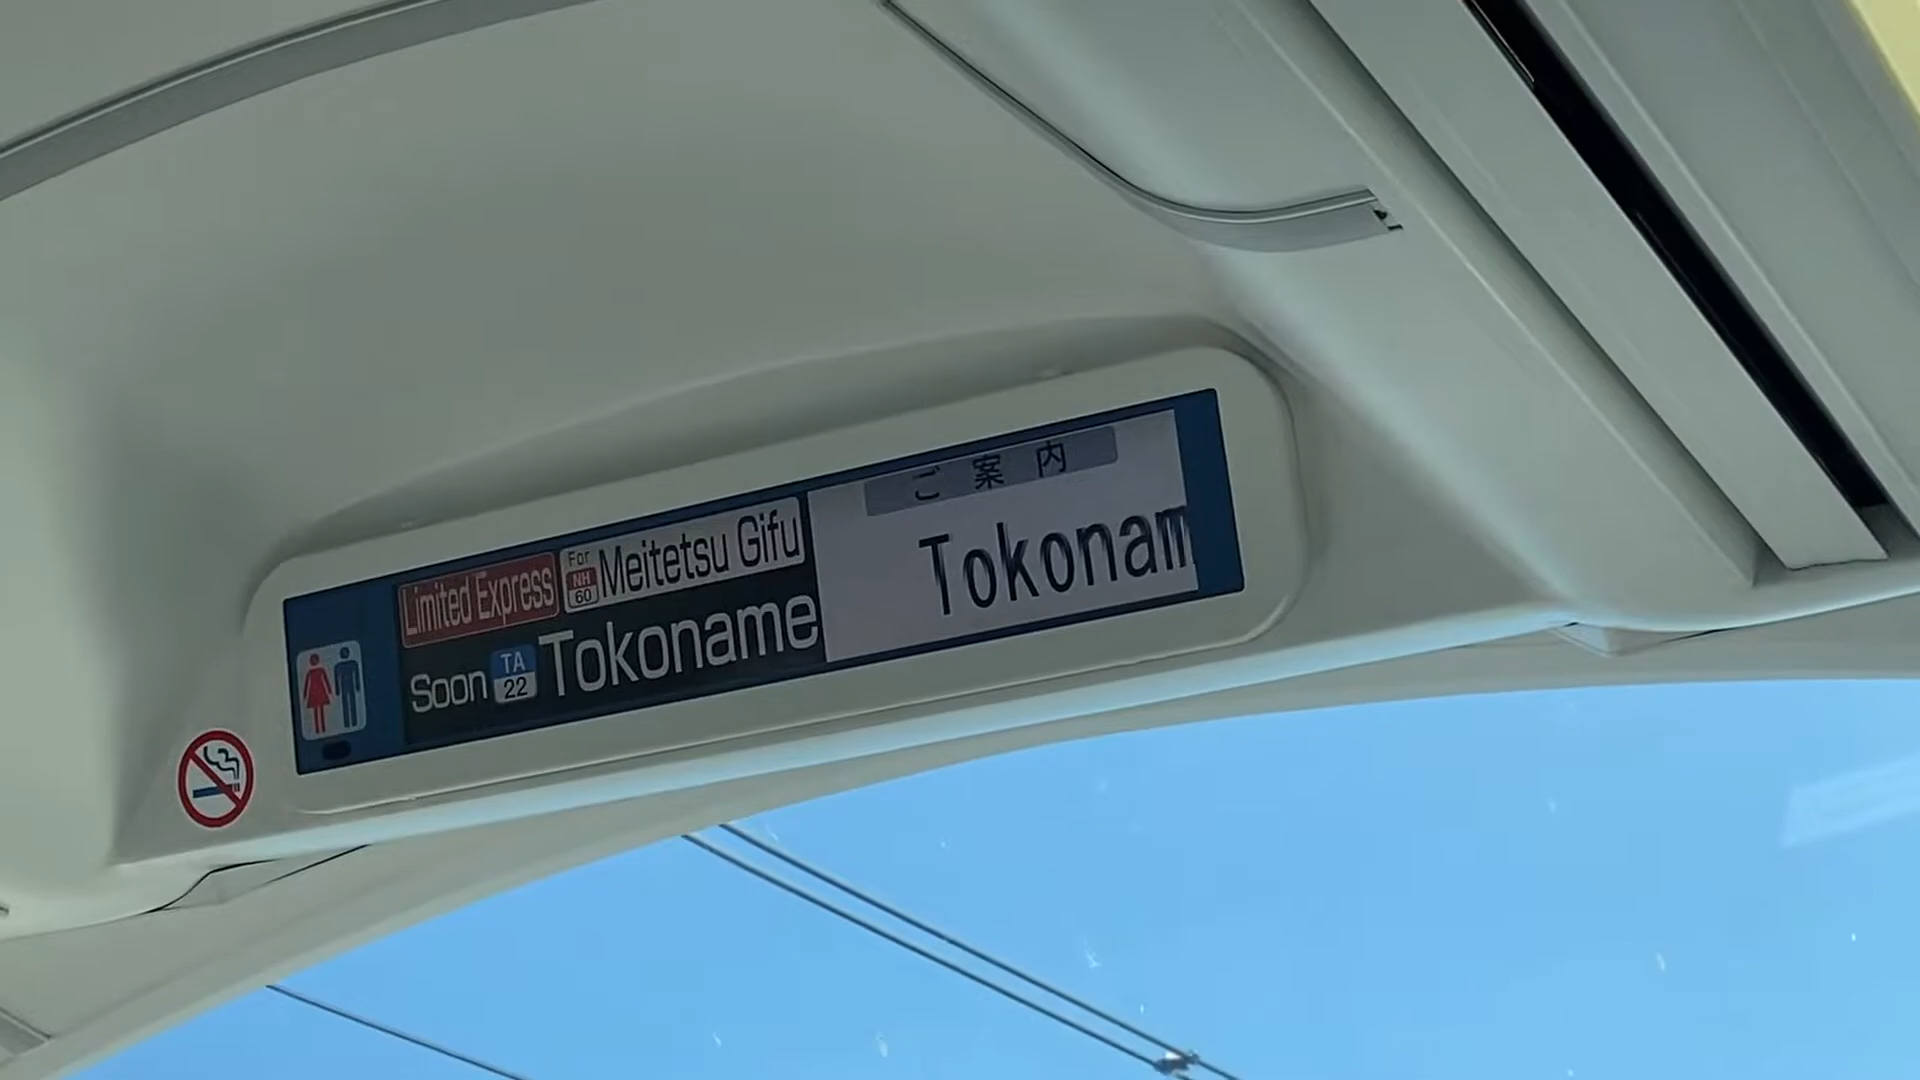 Limited Express For NH 60 Meitetsu Gifu
Soon TA 22 Tokoname
ご案内
Tokonam